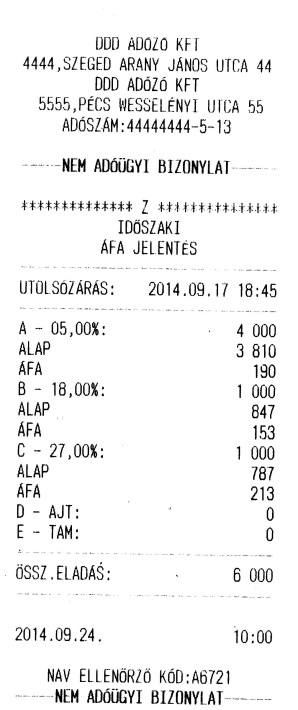 DDD ADÓZÓ KFT
4444,SZEGED ARANY JÁNOS UTCA 44
DDD ADÓZÓ KFT
5555,PÉCS WESSELÉNYI UTCA 55
ADÓSZÁM:44444444-5-13
------NEM ADÓÜGYI BIZONYLAT------
************** Z ***************
IDŐSZAKI
ÁFA JELENTÉS
UTOLSÓZÁRÁS: 2014.09.17 18:45
A - 05,00%: 4 000
ALAP 3 810
ÁFA 190
B - 18,00%: 1 000
ALAP 847
ÁFA 153
C - 27,00%: 1 000
ALAP 787
ÁFA 213
D - AJT: 0
E - TAM: 0
ÖSSZ.ELADÁS: 6 000
2014.09.24. 10:00
NAV ELLENŐRZŐ KÓD:A6721
------NEM ADÓÜGYI BIZONYLAT------